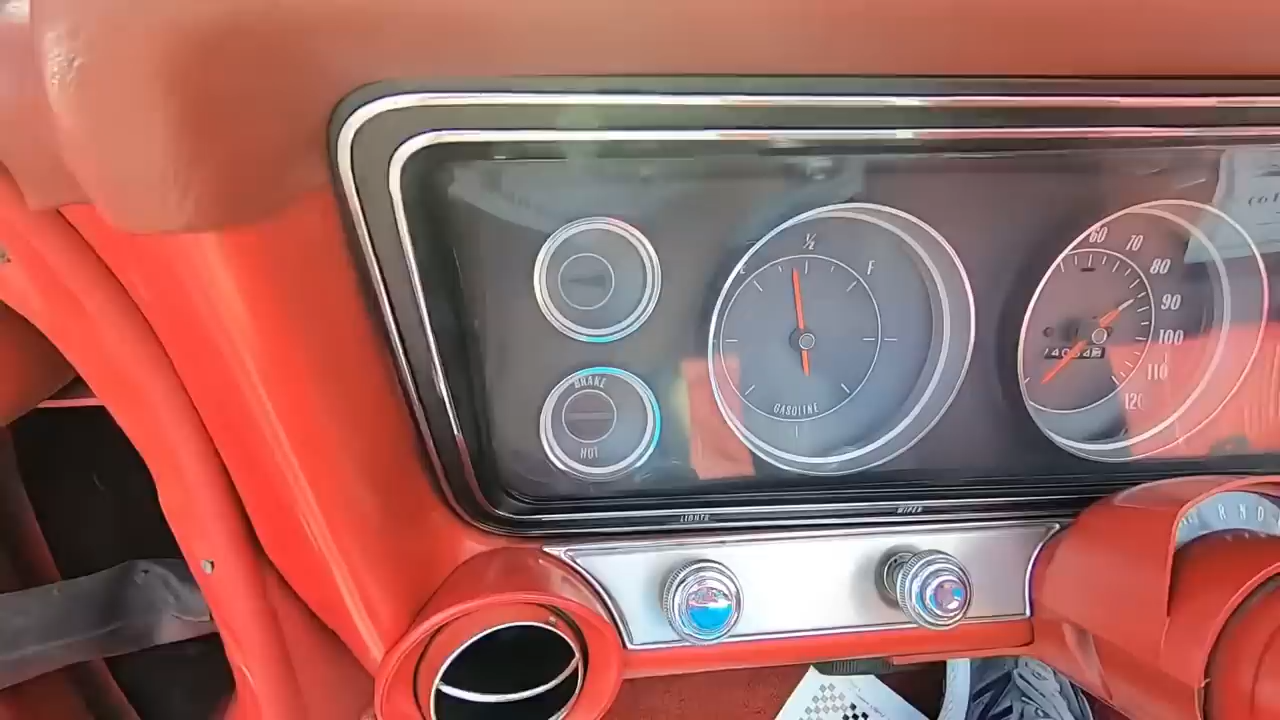 BRAKE
HOT
E ½ F
GASOLINE
60 70 80 90 100 110 120
LIGHTS
WIPER
R N D